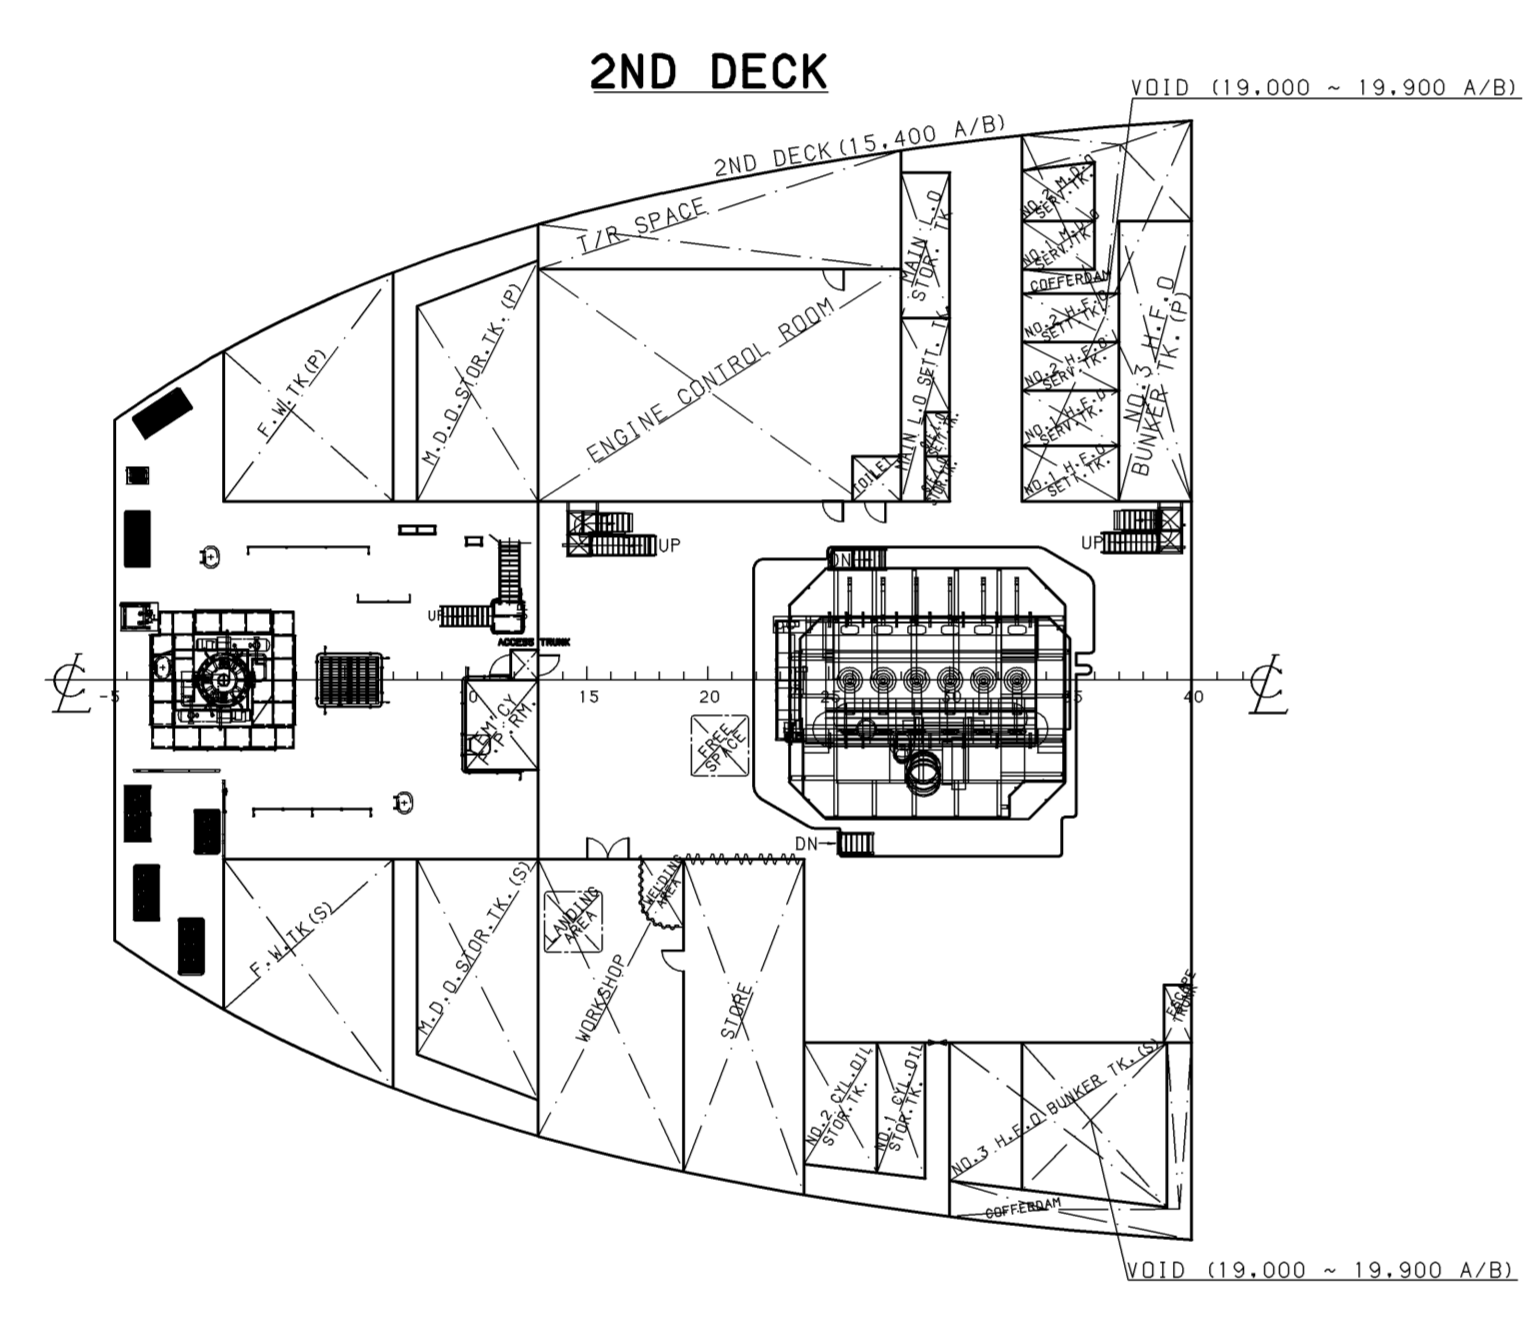 2ND DECK
VOID (19,000 ~ 19,900 A/B)
2ND DECK(15,400 A/B)
T/R SPACE
NO.2 M.D.O
SERV.TK.
NO.1 M.D.O
SERV.TK.
COFFERDAM
MAIN L.O
STOR. TK.
NO.2 H.F.O
SETT.TK.
NO.2 H.F.O
SERV.TK.
NO.1 H.F.O
SERV.TK.
NO.1 H.F.O
SETT.TK.
NO.3 H.F.O
BUNKER TK.(P)
F.W.TK(P)
M.D.O.STOR.TK.(P)
ENGINE CONTROL ROOM
MAIN L.O SETT. TK.
TOILET
UP
UP
DN
UP
ACCESS TRUNK
-5
10
15
20
25
30
40
EM'CY
F.P.RM.
FREE
SPACE
DN
WELDING
AREA
LANDING
AREA
F.W.TK(S)
M.D.O.STOR.TK.(S)
WORKSHOP
STORE
ESCAPE
TRUNK
NO.2 CYL.OIL
STOR.TK.
NO.1 CYL.OIL
STOR.TK.
NO.3 H.F.O BUNKER TK.(S)
COFFERDAM
VOID (19,000 ~ 19,900 A/B)